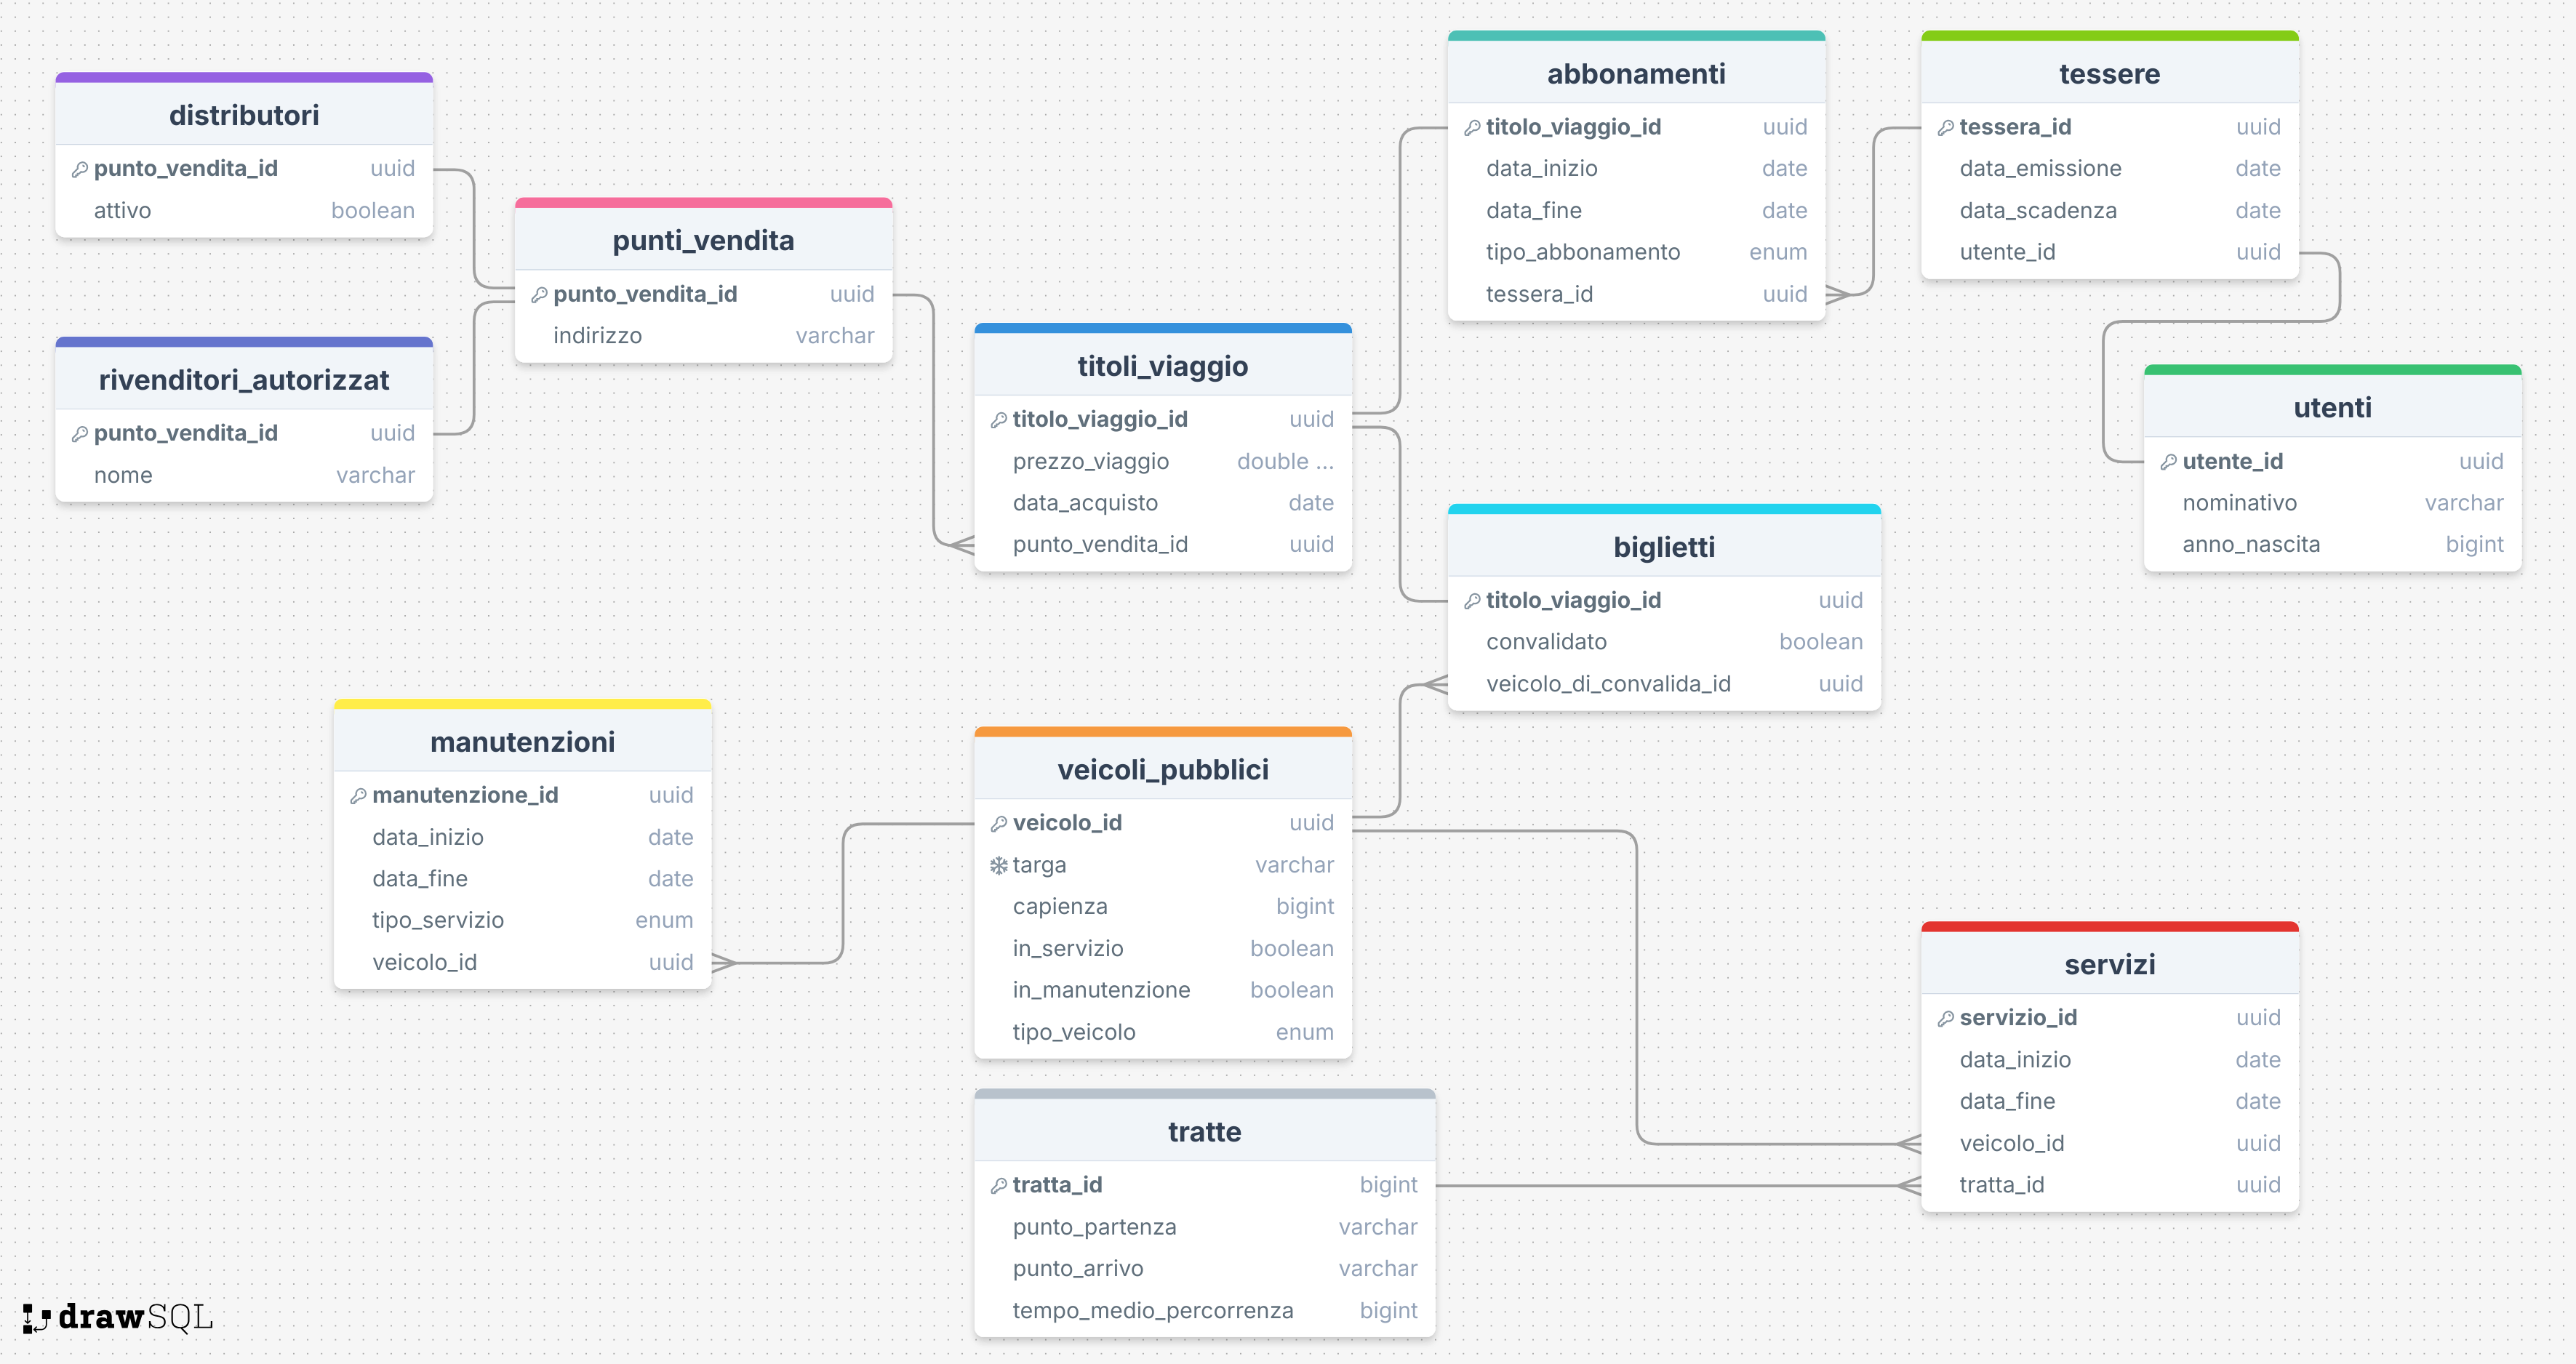 distributori
punto_vendita_id uuid
attivo boolean
rivenditori_autorizzat
punto_vendita_id uuid
nome varchar
punti_vendita
punto_vendita_id uuid
indirizzo varchar
titoli_viaggio
titolo_viaggio_id uuid
prezzo_viaggio double ...
data_acquisto date
punto_vendita_id uuid
abbonamenti
titolo_viaggio_id uuid
data_inizio date
data_fine date
tipo_abbonamento enum
tessera_id uuid
tessere
tessera_id uuid
data_emissione date
data_scadenza date
utente_id uuid
utenti
utente_id uuid
nominativo varchar
anno_nascita bigint
biglietti
titolo_viaggio_id uuid
convalidato boolean
veicolo_di_convalida_id uuid
manutenzioni
manutenzione_id uuid
data_inizio date
data_fine date
tipo_servizio enum
veicolo_id uuid
veicoli_pubblici
veicolo_id uuid
targa varchar
capienza bigint
in_servizio boolean
in_manutenzione boolean
tipo_veicolo enum
servizi
servizio_id uuid
data_inizio date
data_fine date
veicolo_id uuid
tratta_id uuid
tratte
tratta_id bigint
punto_partenza varchar
punto_arrivo varchar
tempo_medio_percorrenza bigint
drawSQL